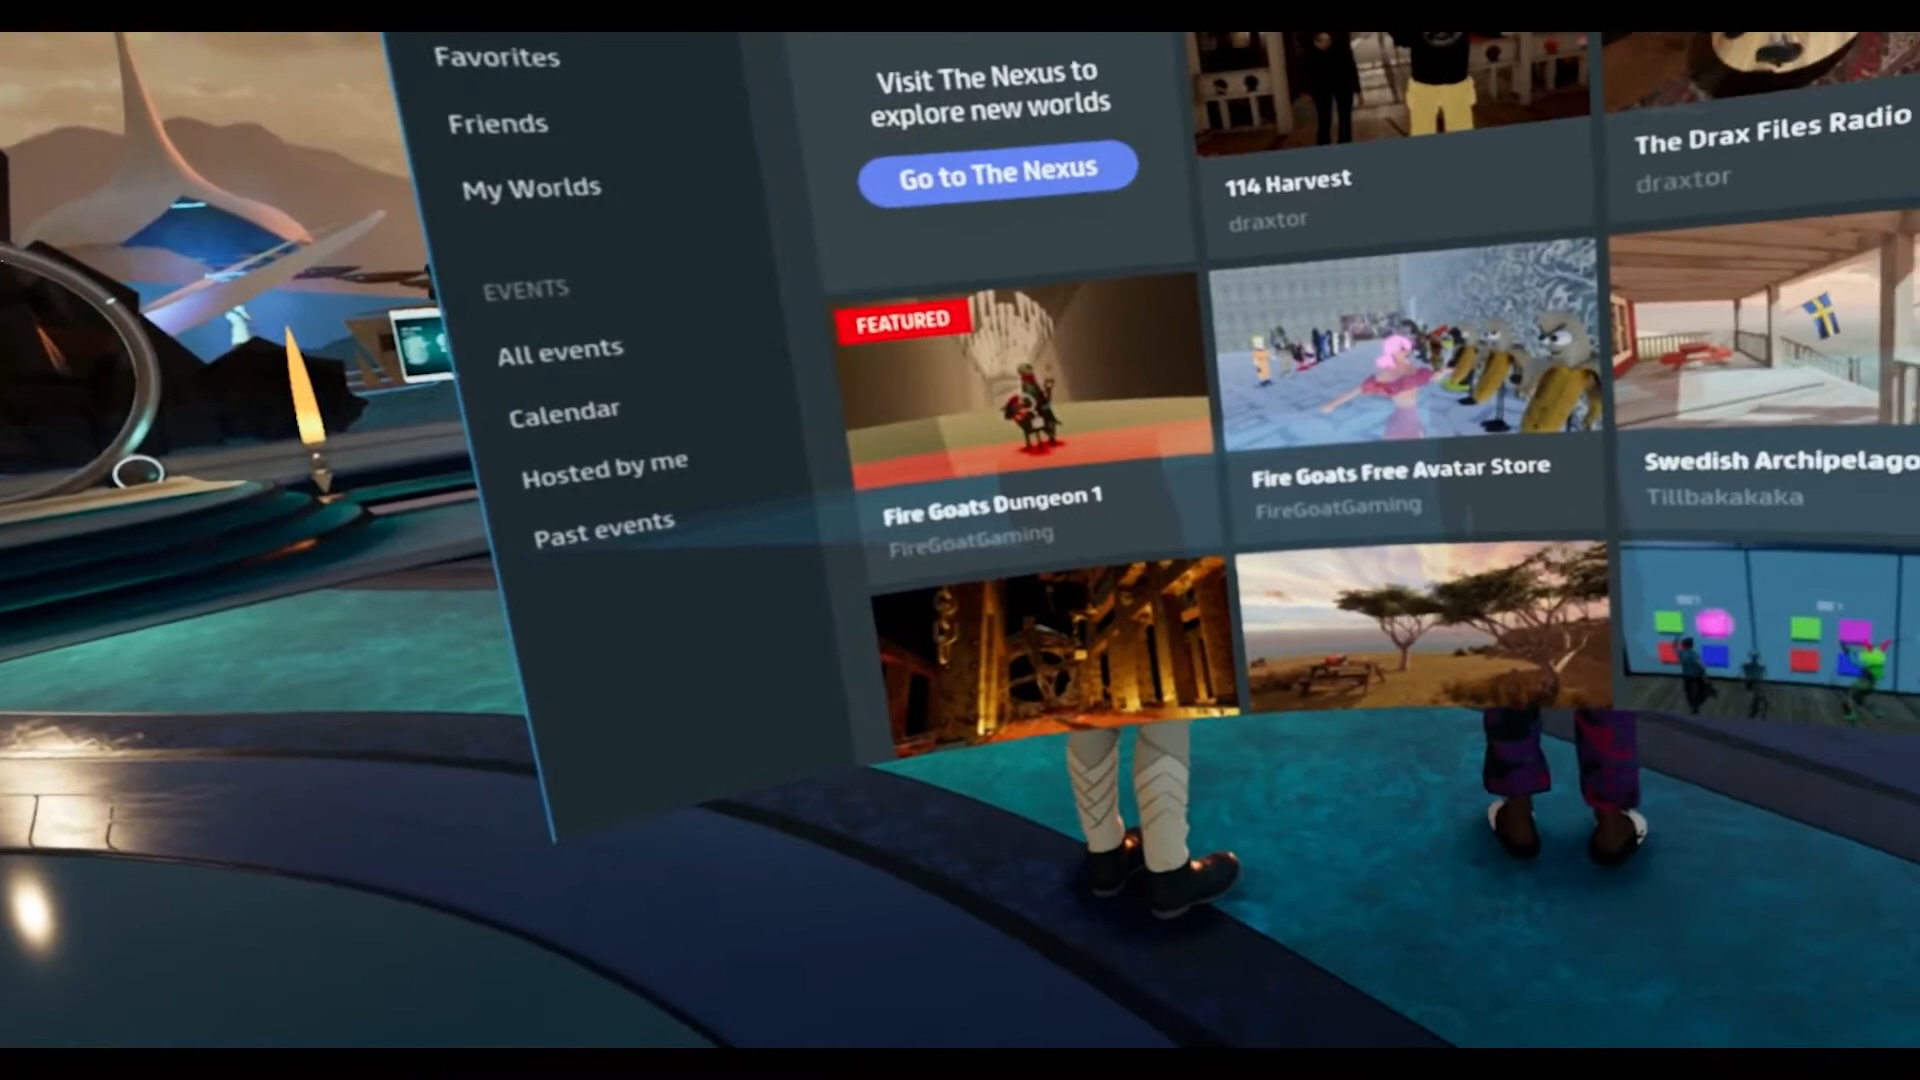 Favorites
Friends
My Worlds
EVENTS
All events
Calendar
Hosted by me
Past events
Visit The Nexus to
explore new worlds
Go to The Nexus
114 Harvest
draxtor
The Drax Files Radio
draxtor
FEATURED
Fire Goats Dungeon 1
FireGoatGaming
Fire Goats Free Avatar Store
FireGoatGaming
Swedish Archipelago
Tillbakakaka